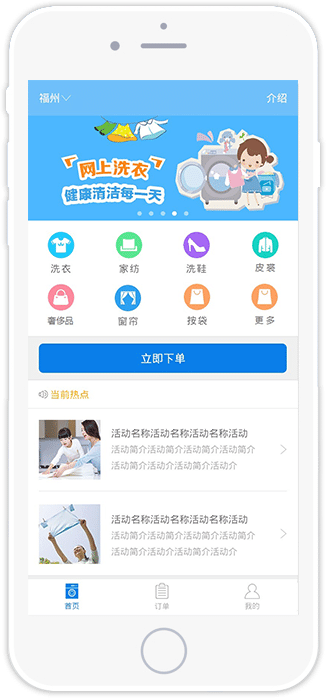 福州
介绍
网上洗衣
健康清洁每一天
洗衣
家纺
洗鞋
皮装
奢侈品
窗帘
按袋
更多
立即下单
当前热点
活动名称活动名称活动名称活动
活动简介活动简介活动简介活动简介
活动简介活动介活动简介活动介
活动名称活动名称活动名称活动
活动简介活动简介活动简介活动简介
活动简介活动介活动简介活动介
首页
订单
我的